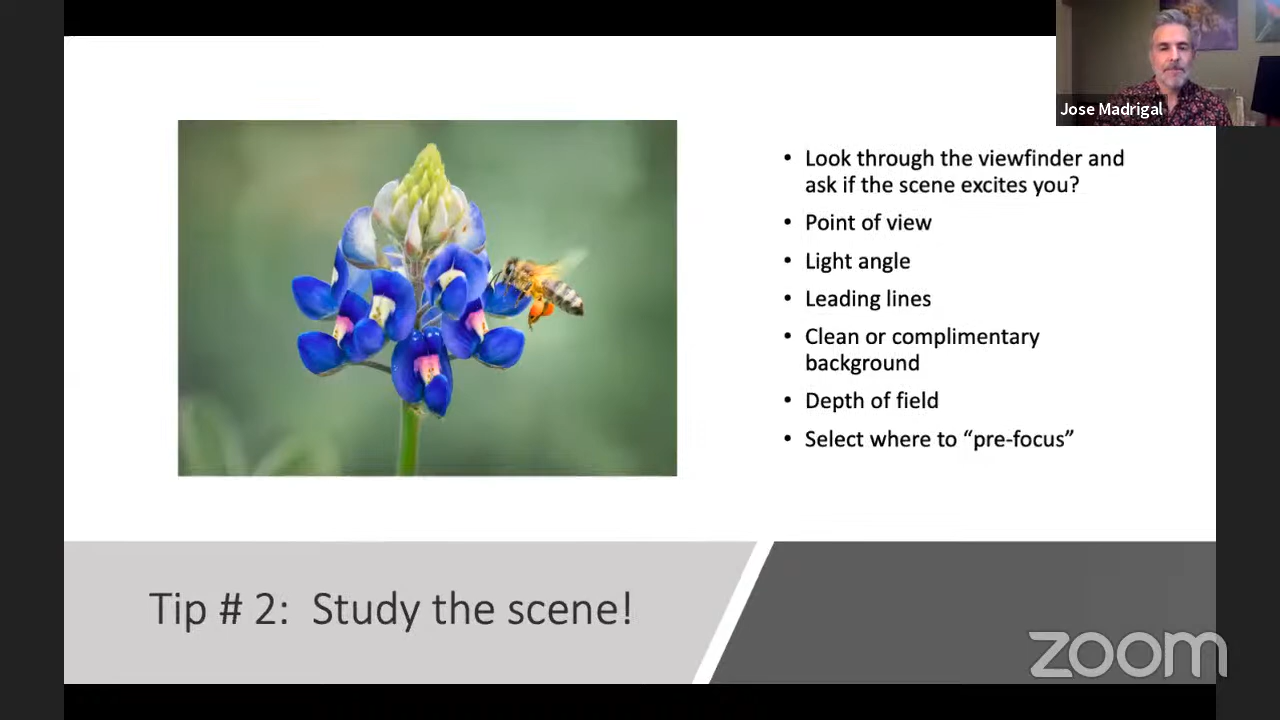 Jose Madrigal
• Look through the viewfinder and
ask if the scene excites you?
• Point of view
• Light angle
• Leading lines
• Clean or complimentary
background
• Depth of field
• Select where to “pre-focus”
Tip # 2:  Study the scene!
zoom